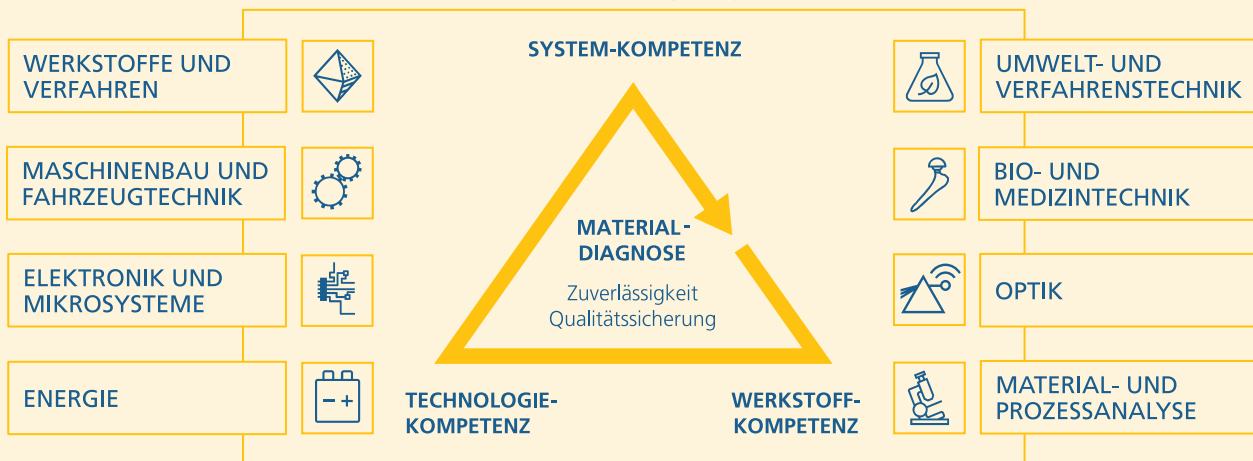 WERKSTOFFE UND
VERFAHREN
MASCHINENBAU UND
FAHRZEUGTECHNIK
ELEKTRONIK UND
MIKROSYSTEME
ENERGIE
SYSTEM-KOMPETENZ
MATERIAL-
DIAGNOSE
Zuverlässigkeit
Qualitätssicherung
TECHNOLOGIE-
KOMPETENZ
WERKSTOFF-
KOMPETENZ
UMWELT- UND
VERFAHRENSTECHNIK
BIO- UND
MEDIZINTECHNIK
OPTIK
MATERIAL- UND
PROZESSANALYSE